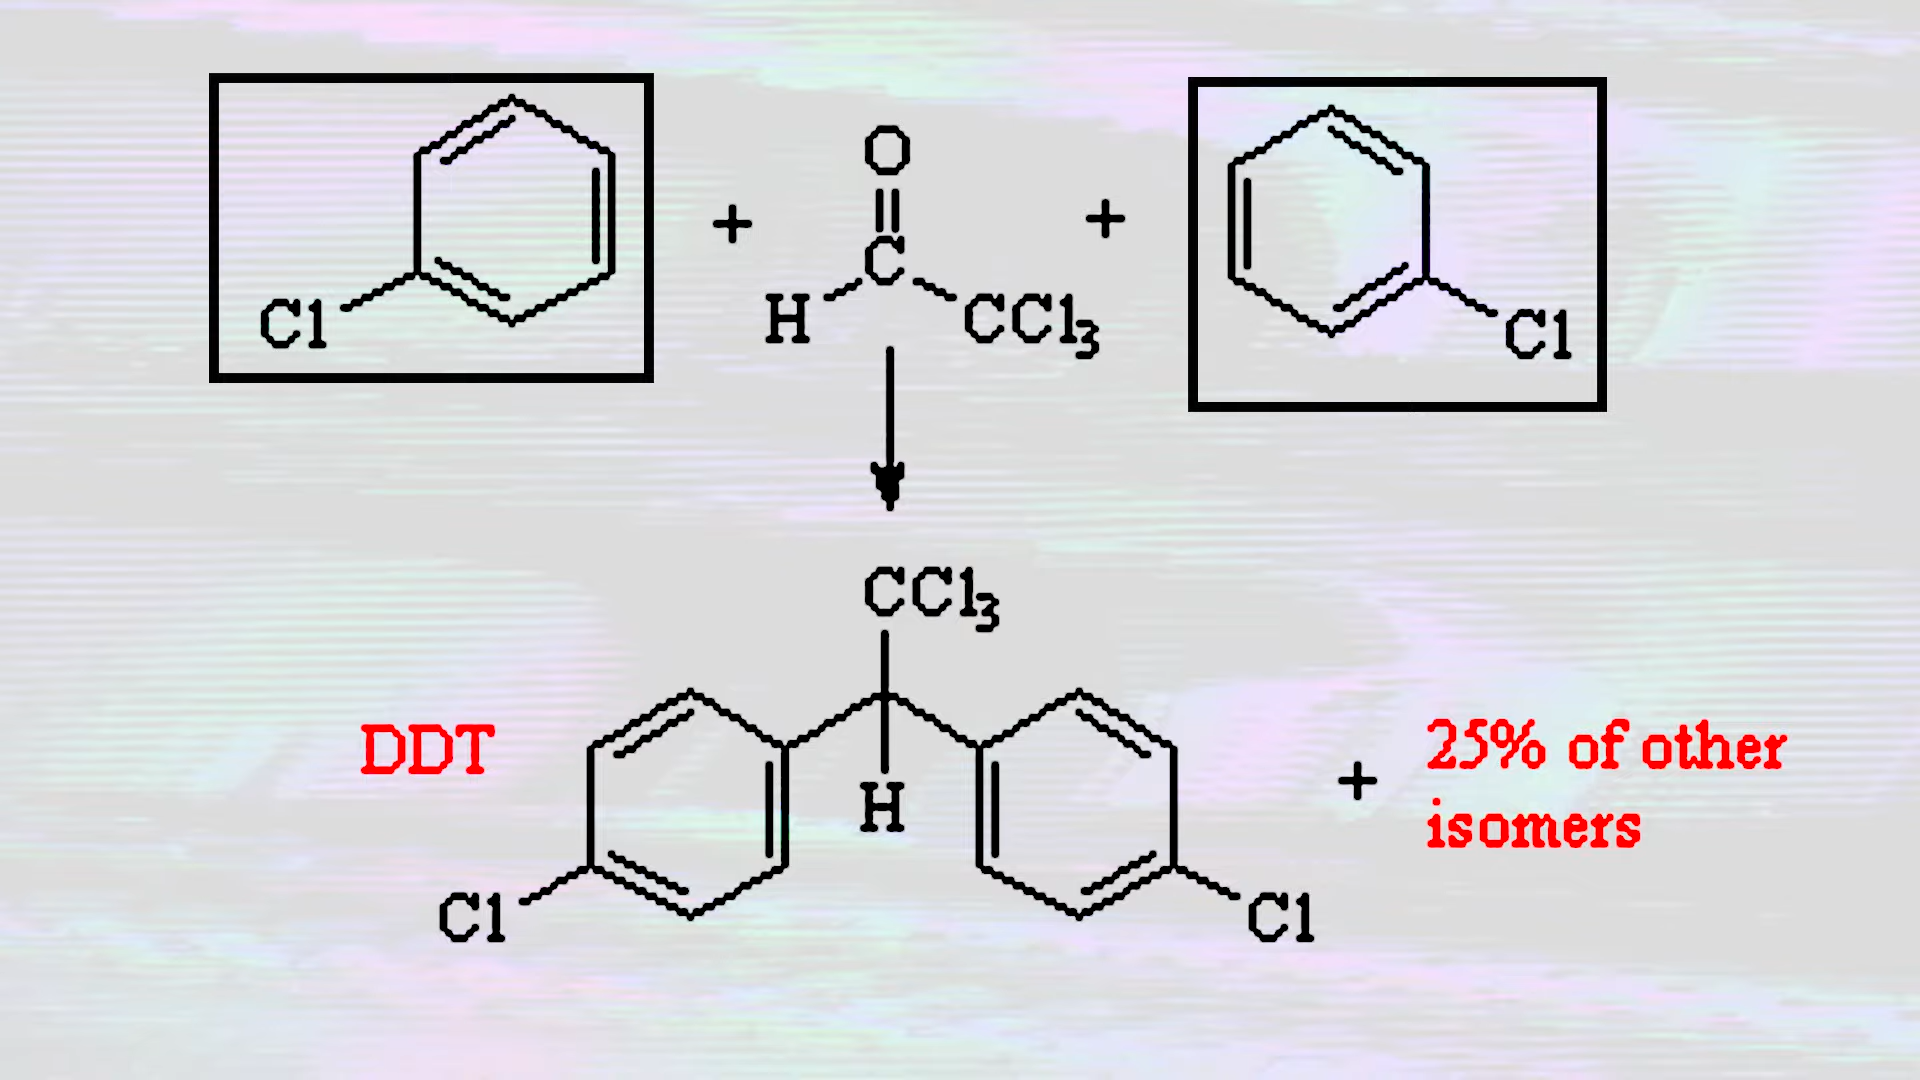 O
+
+
C
H
CCl3
Cl
Cl
CCl3
DDT
H
+
25% of other
isomers
Cl
Cl